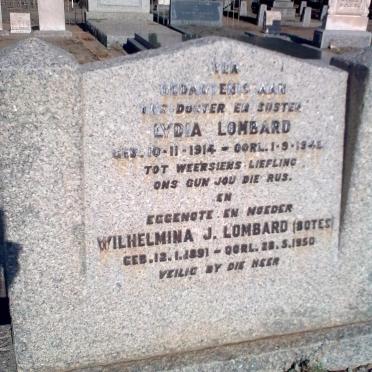 TER
GEDAGTENIS AAN
ONS DOGTER EN SUSTER
LYDIA LOMBARD
GEB. 10-11-1914 - OORL. 1-9-194
TOT WEERSIENS LIEFLING
ONS GUN JOU DIE RUS.
EN
EGGENOTE EN MOEDER
WILHELMINA J. LOMBARD (BOTES)
GEB. 12.1.1891 - OORL. 28.5.1950
VEILIG BY DIE HEER